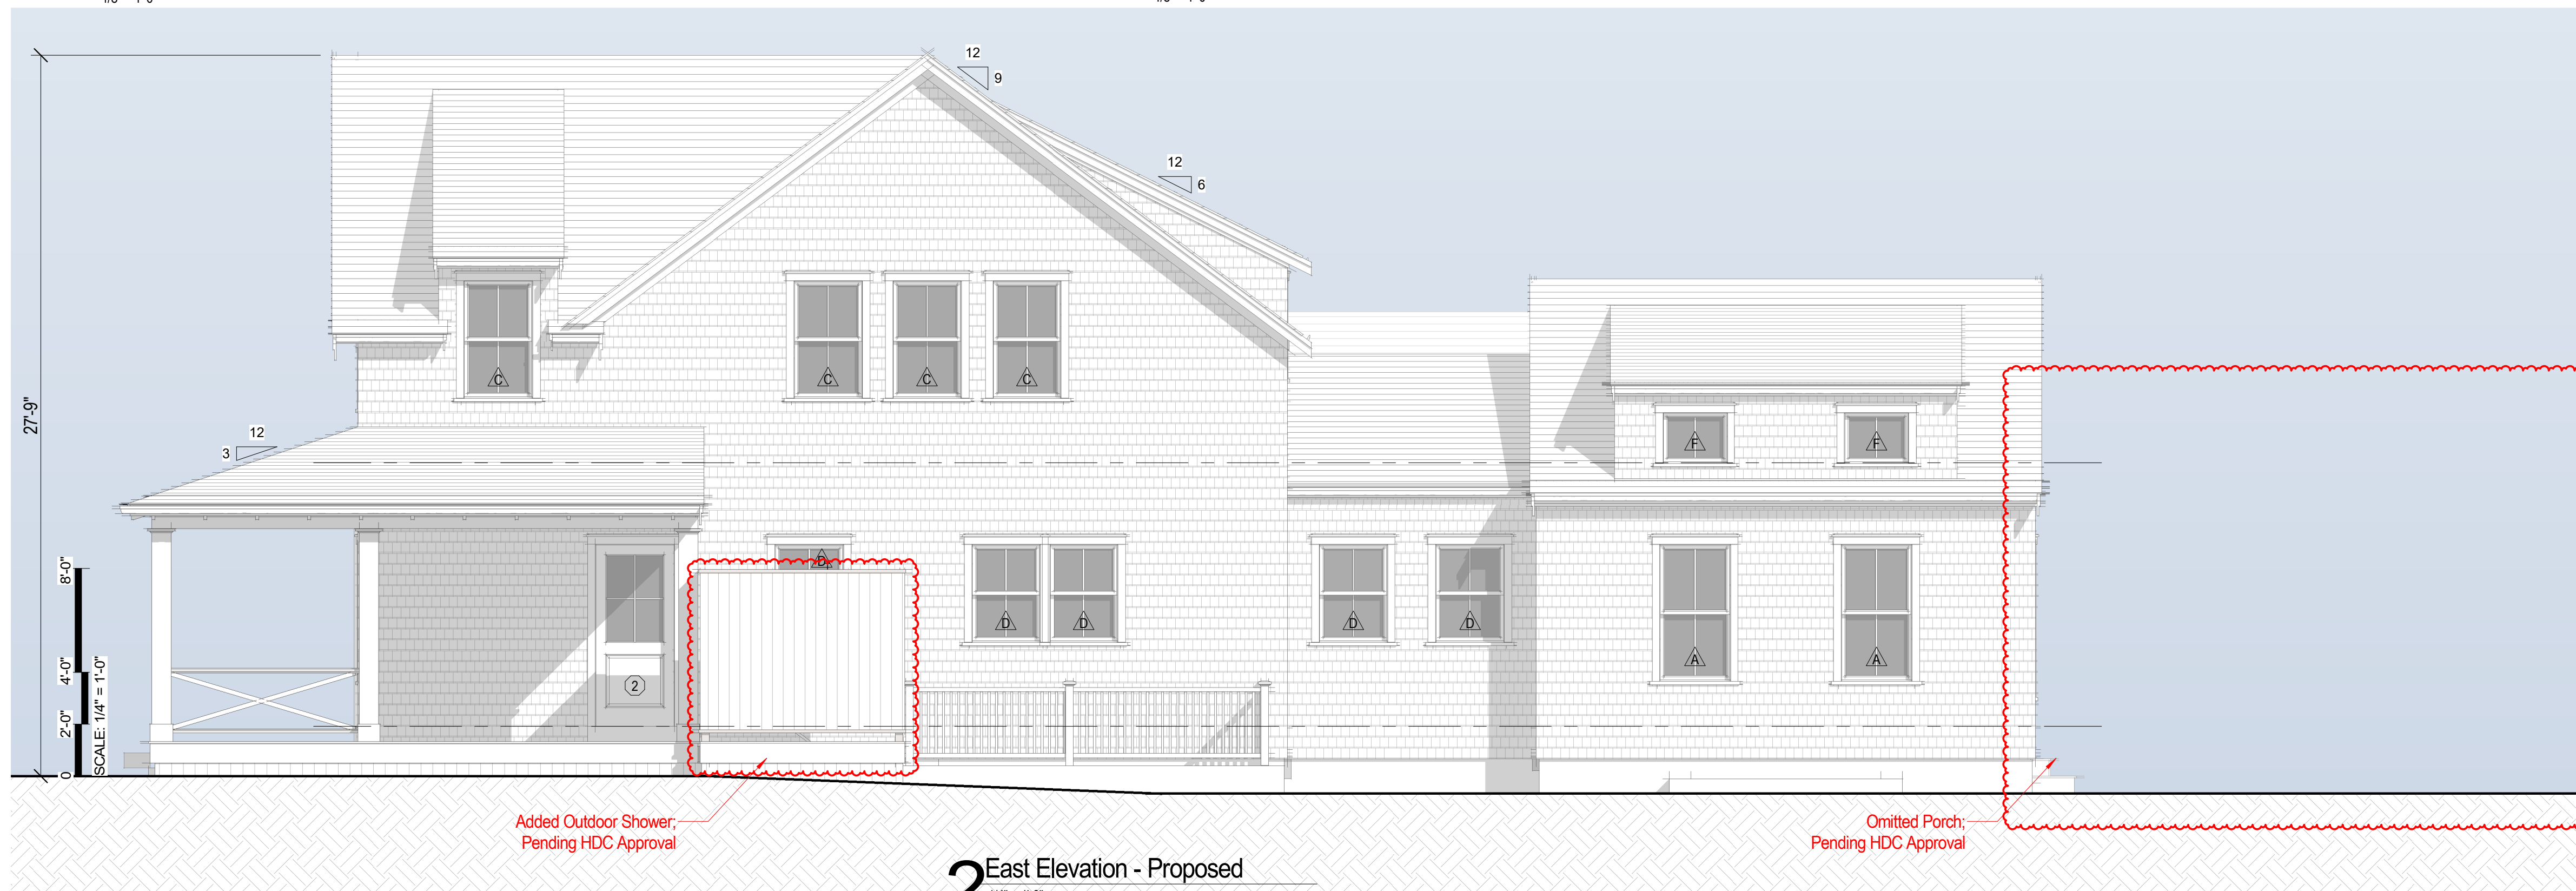 12
9
12
6
27'-9"
12
3
C
C
C
C
F
F
8'-0"
4'-0"
2'-0"
0
SCALE: 1/4" = 1'-0"
D
D
D
D
D
A
A
2
Added Outdoor Shower;
Pending HDC Approval
Omitted Porch;
Pending HDC Approval
2
East Elevation - Proposed